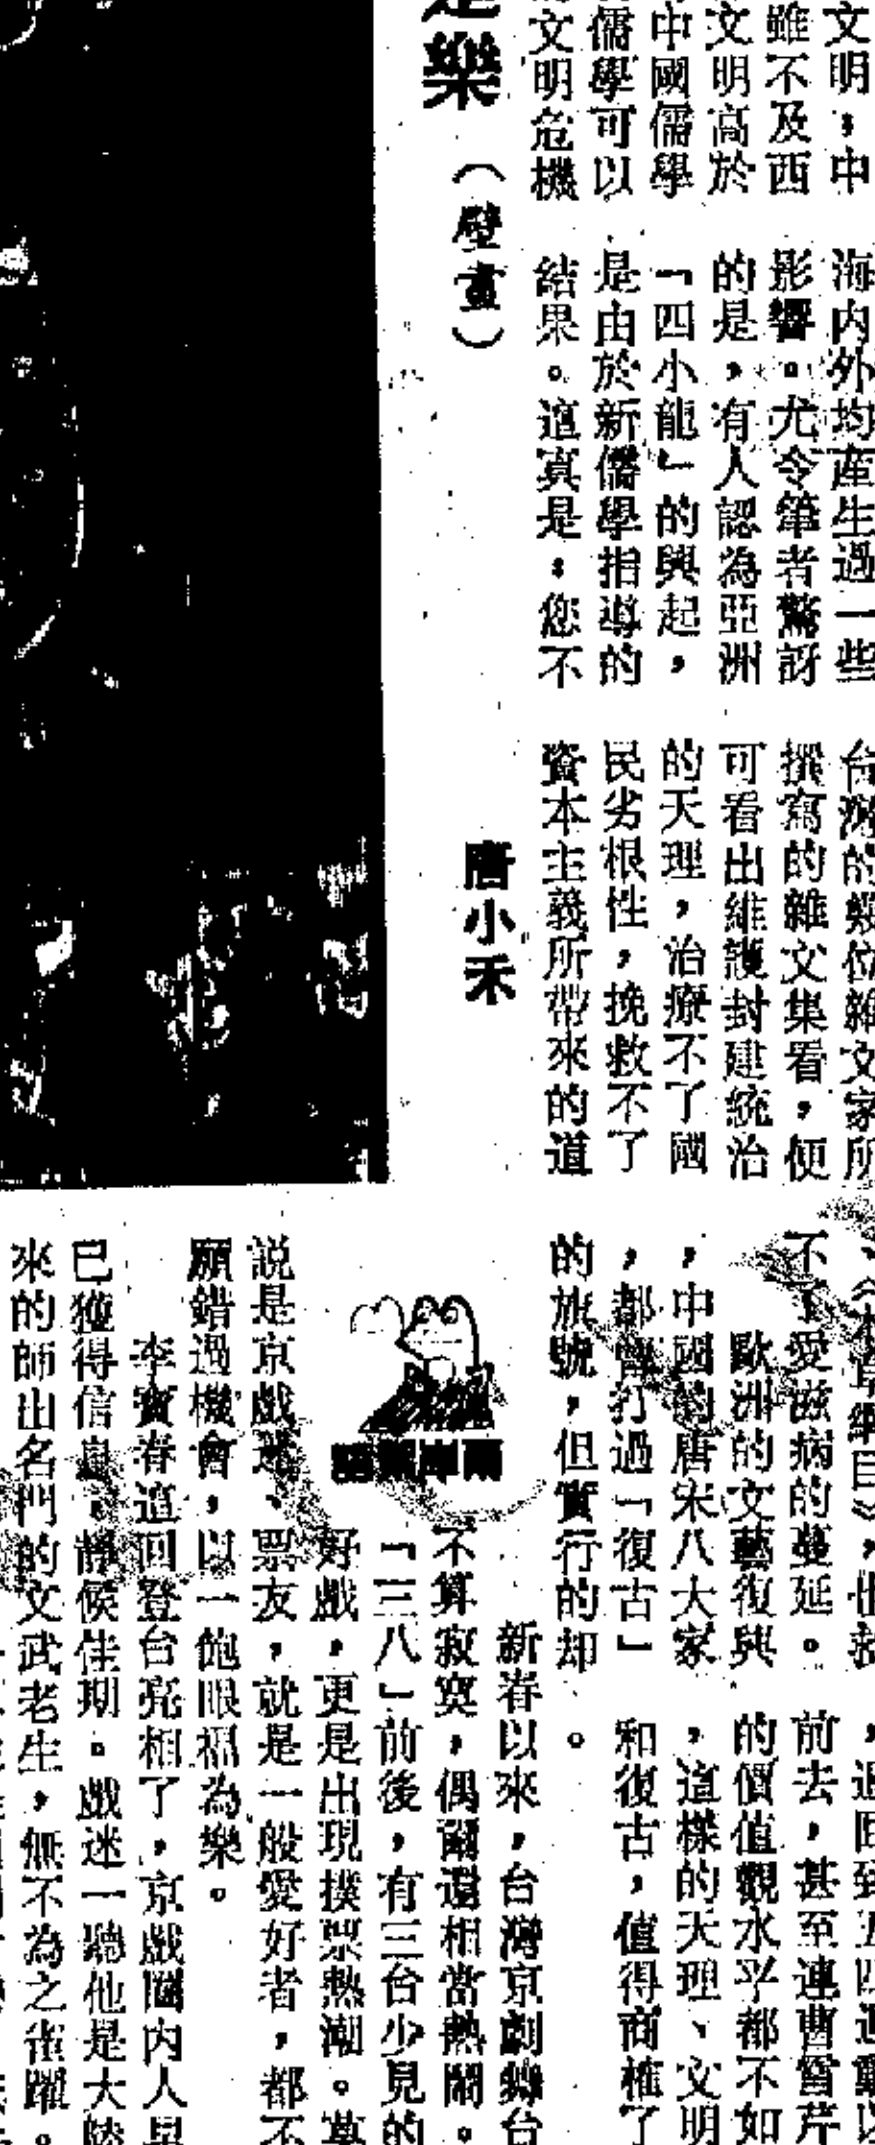 文明，中
雖不及西
文明高於
中國儒學
儒學可以
文明危機
海内外均産生過一些
影響。尤令筆者驚訝
的是，有人認為亞洲
「四小龍」的興起，
是由於新儒學指導的
結果。這真是：您不
台灣的幾位雜文家所
撰寫的雜文集看，便
可看出維護封建統治
的天理，治療不了國
民劣根性，挽救不了
資本主義所帶來的道
不了愛滋病的蔓延。
歐洲的文藝復興
，中國的唐宋八大家
，都曾打過「復古」
的旗號，但實行的却
前去，甚至連曹雪芹
的價值觀水平都不如
，這樣的天理、文明
和復古，值得商榷了
。
是樂（壁畫）
唐小禾
新春以來，台灣京劇舞台
不算寂寞，偶爾還相當熱鬧。
「三八」前後，有三台少見的
好戲，更是出現撲票熱潮。莫
説是京戲迷、票友，就是一般愛好者，都不
願錯過機會，以一飽眼福為樂。
李寶春這回登台亮相了，京戲圈内人早
已獲得信息，靜候佳期。戲迷一聽他是大陸
來的師出名門的文武老生，無不為之雀躍。